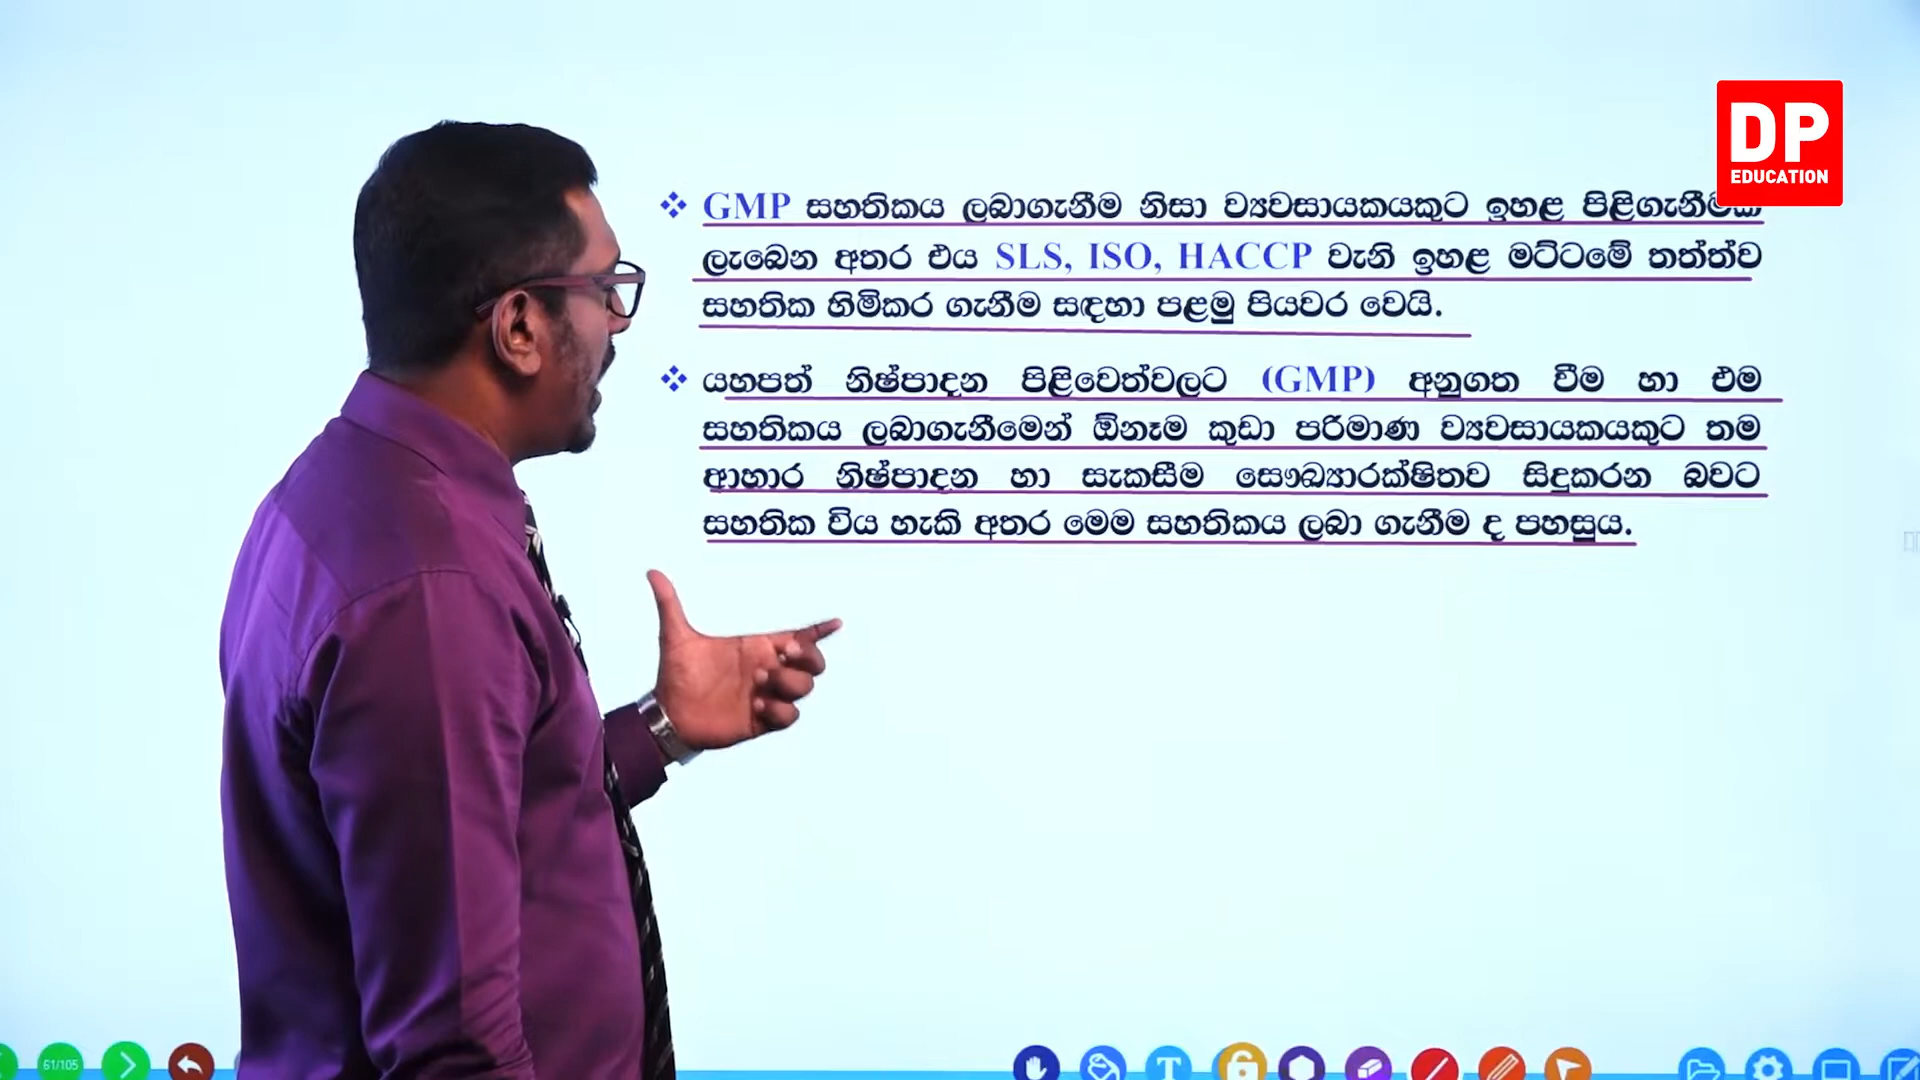 DP
EDUCATION
❖ GMP සහතිකය ලබාගැනීම නිසා ව්‍යවසායකයකුට ඉහළ
ලැබෙන අතර එය SLS, ISO, HACCP වැනි ඉහළ මට්ටමේ තත්ත්ව
සහතික හිමිකර ගැනීම සඳහා පළමු පියවර වෙයි.
❖ යහපත් නිෂ්පාදන පිළිවෙත්වලට (GMP) අනුගත වීම හා එම
සහතිකය ලබාගැනීමෙන් ඕනෑම කුඩා පරිමාණ ව්‍යවසායකයකුට තම
ආහාර නිෂ්පාදන හා සැකසීම සෞඛ්‍යාරක්ෂිතව සිදුකරන බවට
සහතික විය හැකි අතර මෙම සහතිකය ලබා ගැනීම ද පහසුය.
61/105